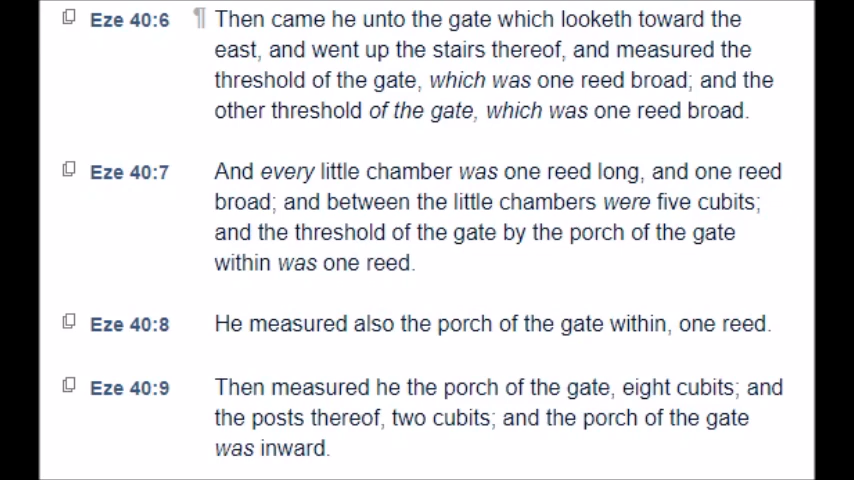 Eze 40:6 ¶ Then came he unto the gate which looketh toward the
east, and went up the stairs thereof, and measured the
threshold of the gate, which was one reed broad; and the
other threshold of the gate, which was one reed broad.
Eze 40:7 And every little chamber was one reed long, and one reed
broad; and between the little chambers were five cubits;
and the threshold of the gate by the porch of the gate
within was one reed.
Eze 40:8 He measured also the porch of the gate within, one reed.
Eze 40:9 Then measured he the porch of the gate, eight cubits; and
the posts thereof, two cubits; and the porch of the gate
was inward.